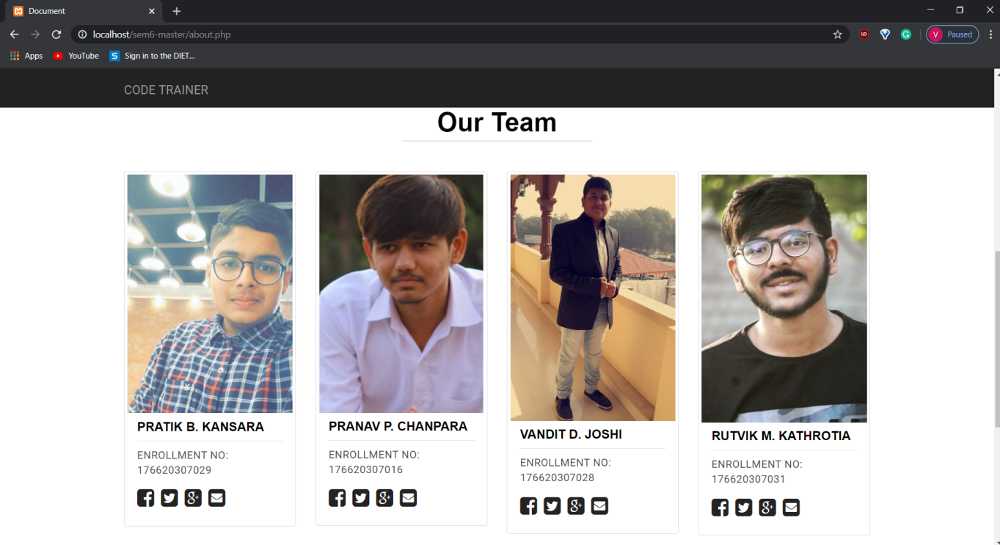 Document
localhost/sem6-master/about.php
Paused
V
Apps
YouTube
S
Sign in to the DIET...
CODE TRAINER
Our Team
PRATIK B. KANSARA
ENROLLMENT NO:
176620307029
PRANAV P. CHANPARA
ENROLLMENT NO:
176620307016
VANDIT D. JOSHI
ENROLLMENT NO:
176620307028
RUTVIK M. KATHROTIA
ENROLLMENT NO:
176620307031